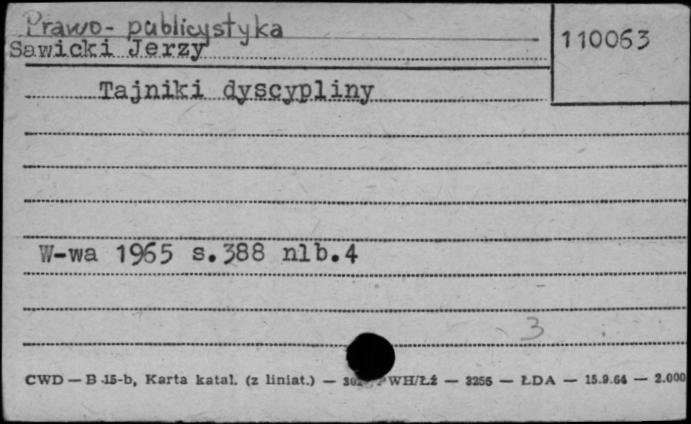 Prawo- publicystyka
110063
Sawicki Jerzy
Tajniki dyscypliny
W-wa 1965 s.388 nlb.4
3
CWD — B 15-b, Karta katal. (z liniat.) — WH/Łź — 3256 — ŁDA — 15.9.64 — 2.000